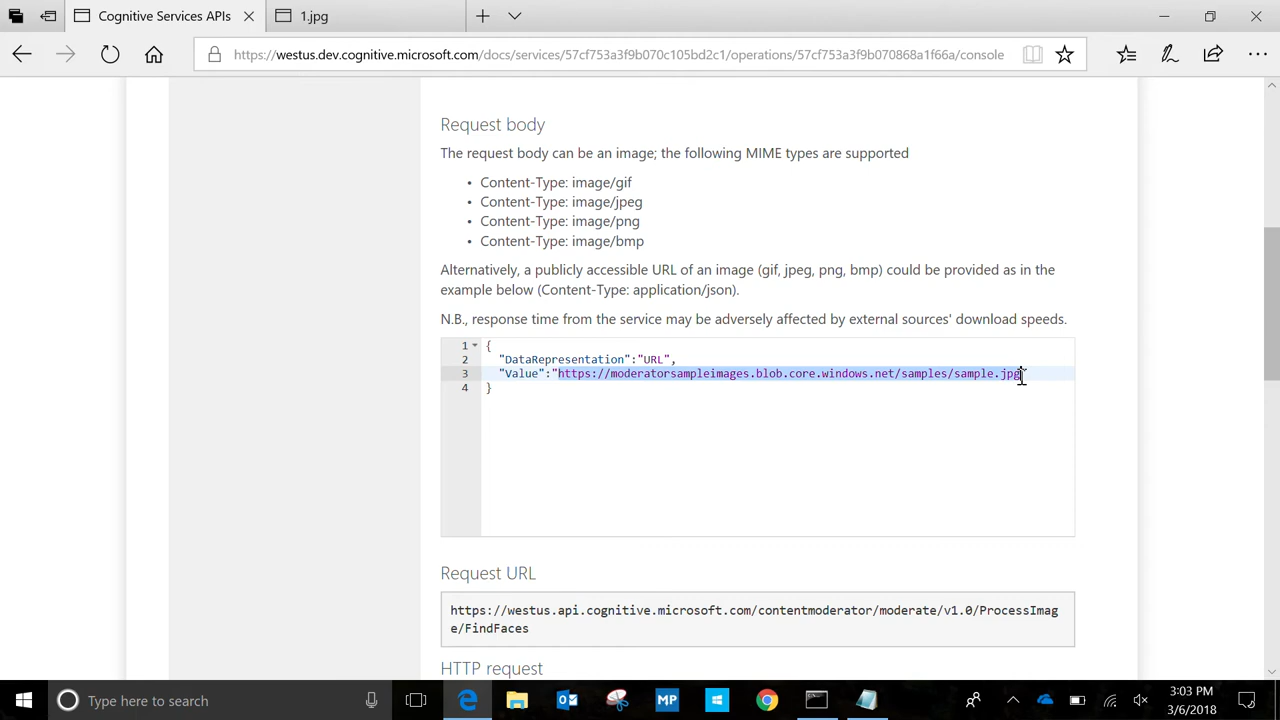 Cognitive Services APIs
1.jpg
https://westus.dev.cognitive.microsoft.com/docs/services/57cf753a3f9b070c105bd2c1/operations/57cf753a3f9b070868a1f66a/console
Request body
The request body can be an image; the following MIME types are supported
• Content-Type: image/gif
• Content-Type: image/jpeg
• Content-Type: image/png
• Content-Type: image/bmp
Alternatively, a publicly accessible URL of an image (gif, jpeg, png, bmp) could be provided as in the
example below (Content-Type: application/json).
N.B., response time from the service may be adversely affected by external sources' download speeds.
1 {
2 "DataRepresentation":"URL",
3 "Value":"https://moderatorsampleimages.blob.core.windows.net/samples/sample.jpg
4 }
Request URL
https://westus.api.cognitive.microsoft.com/contentmoderator/moderate/v1.0/ProcessImag
e/FindFaces
HTTP request
Type here to search
MP
3:03 PM
3/6/2018